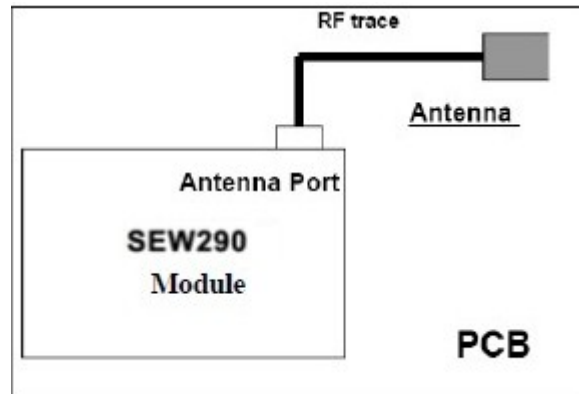 RF trace
Antenna
Antenna Port
SEW290
Module
PCB